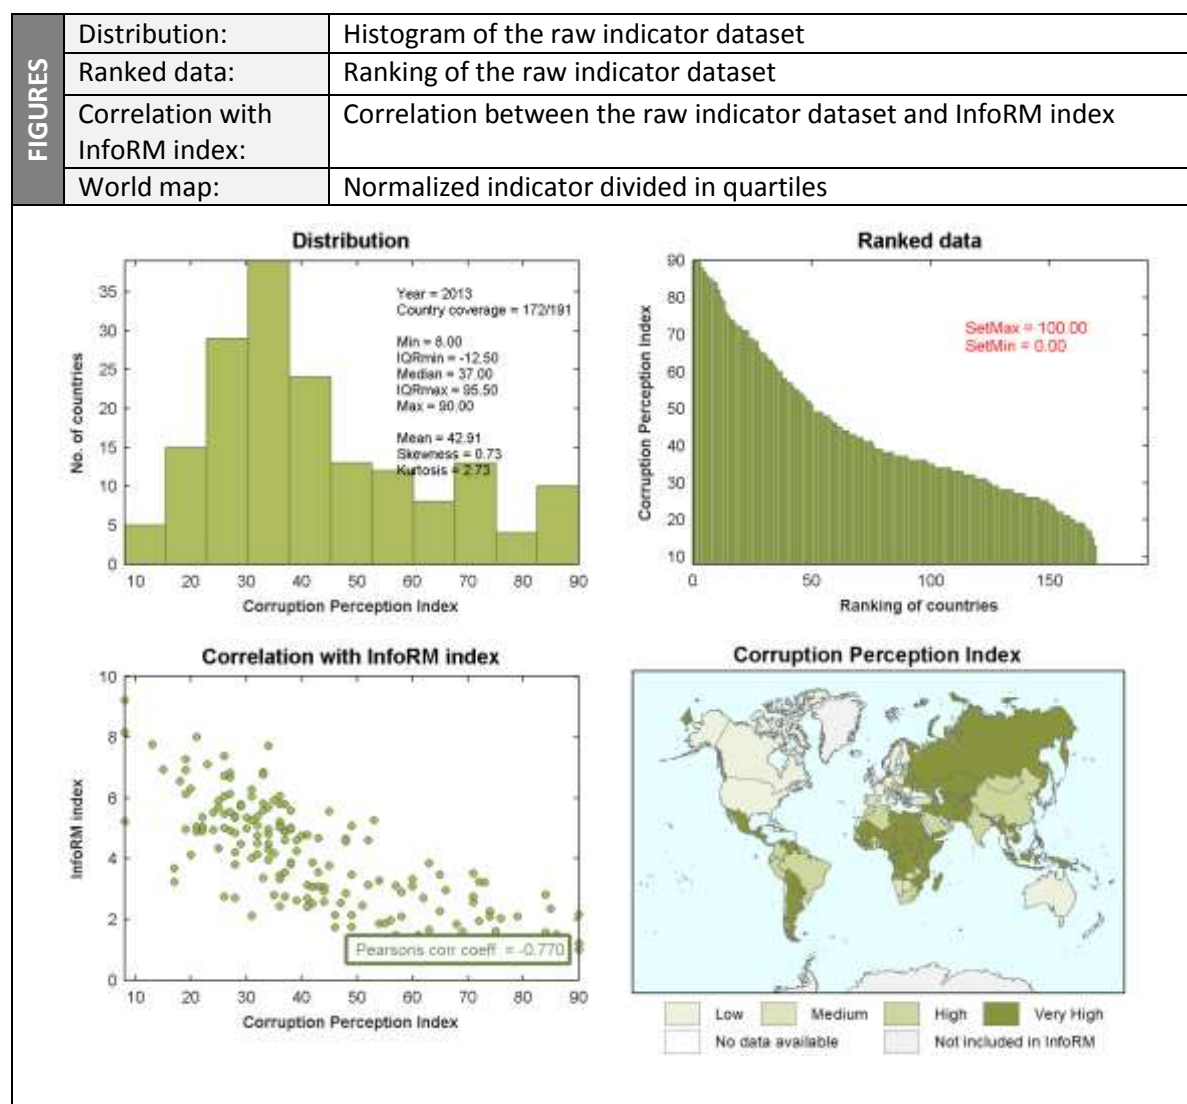 FIGURES
Distribution: Histogram of the raw indicator dataset
Ranked data: Ranking of the raw indicator dataset
Correlation with InfoRM index: Correlation between the raw indicator dataset and InfoRM index
World map: Normalized indicator divided in quartiles
Distribution
No. of countries
35
30
25
20
15
10
5
0
Year = 2013
Country coverage = 172/191
Min = 8.00
IQRmin = -12.50
Median = 37.00
IQRmax = 95.50
Max = 90.00
Mean = 42.91
Skewness = 0.73
Kurtosis = 2.73
10 20 30 40 50 60 70 80 90
Corruption Perception Index
Ranked data
Corruption Perception Index
90
80
70
60
50
40
30
20
10
SetMax = 100.00
SetMin = 0.00
0 50 100 150
Ranking of countries
Correlation with InfoRM index
InfoRM index
10
8
6
4
2
0
Pearsons corr coeff = -0.770
10 20 30 40 50 60 70 80 90
Corruption Perception Index
Corruption Perception Index
Low Medium High Very High
No data available Not included in InfoRM